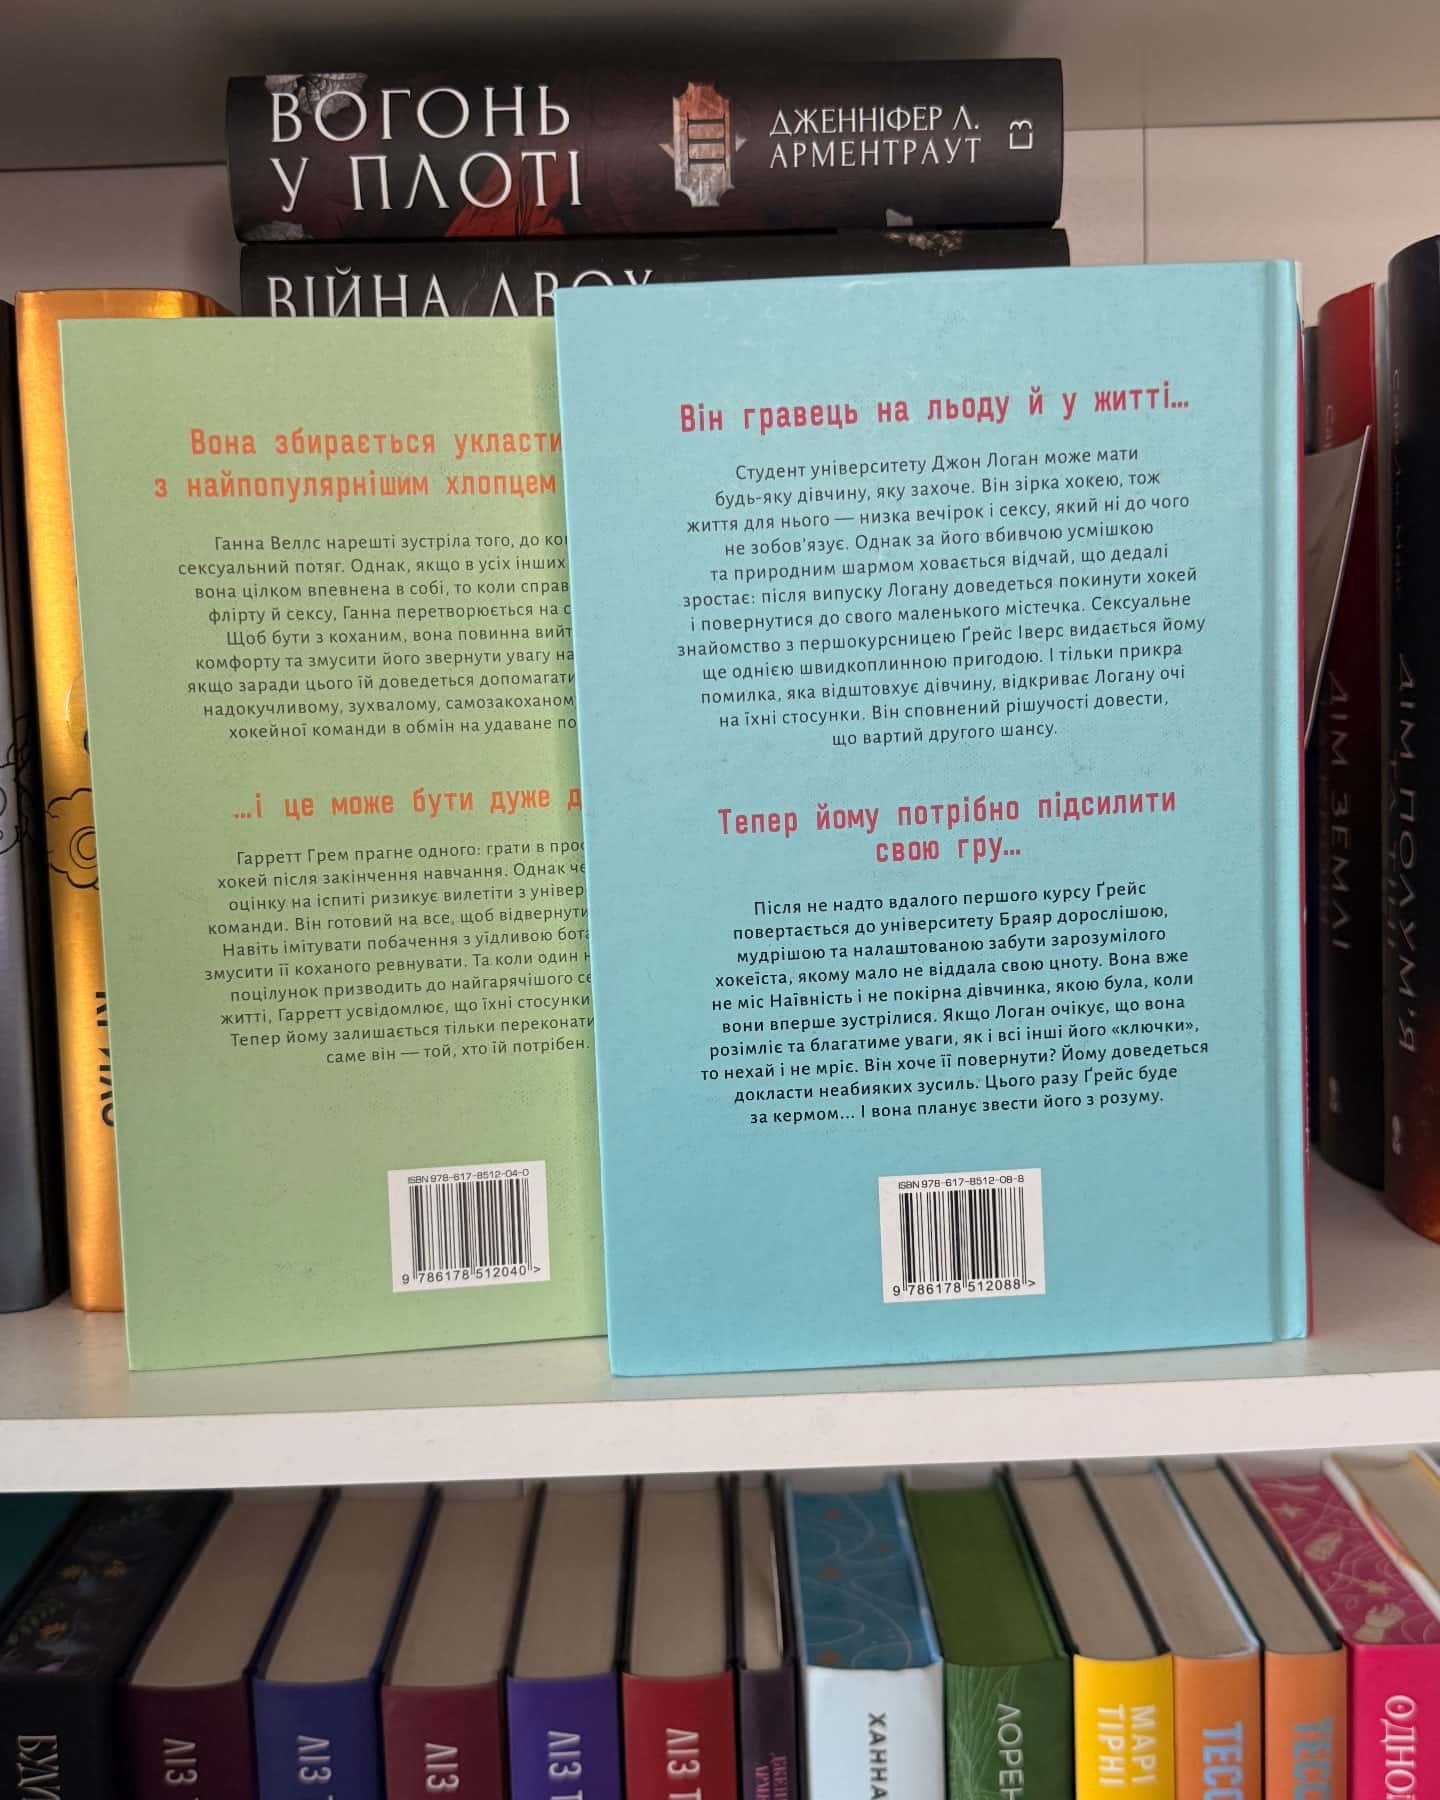 ВОГОНЬ
У ПЛОТІ
III
ДЖЕННІФЕР Л.
АРМЕНТРАУТ
ВІЙНА ДВОХ
Вона збирається укласти
з найпопулярнішим хлопцем
Ганна Веллс нарешті зустріла того, до
сексуальний потяг. Однак, якщо в усіх інших
вона цілком впевнена в собі, то коли
флірту й сексу, Ганна перетворюється на
Щоб бути з коханим, вона повинна
комфорту та змусити його звернути увагу
якщо заради цього їй доведеться
надокучливому, зухвалому,
хокейної команди в обмін на удаване
…і це може бути дуже
Гарретт Грем прагне одного: грати в
хокей після закінчення навчання. Однак
оцінку на іспиті ризикує вилетіти з
команди. Він готовий на все, щоб
Навіть імітувати побачення з уїдливою
змусити її коханого ревнувати. Та коли один
поцілунок призводить до найгарячішого
житті, Гарретт усвідомлює, що їхні стосунки
Тепер йому залишається тільки
саме він — той, хто їй потрібен.
ISBN 978-617-8512-04-0
9 786178 512040 >
Він гравець на льоду й у житті…
Студент університету Джон Логан може мати
будь-яку дівчину, яку захоче. Він зірка хокею, тож
життя для нього — низка вечірок і сексу, який ні до чого
не зобов'язує. Однак за його вбивчою усмішкою
та природним шармом ховається відчай, що дедалі
зростає: після випуску Логану доведеться покинути хокей
і повернутися до свого маленького містечка. Сексуальне
знайомство з першокурсницею Ґрейс Іверс видається йому
ще однією швидкоплинною пригодою. І тільки прикра
помилка, яка відштовхує дівчину, відкриває Логану очі
на їхні стосунки. Він сповнений рішучості довести,
що вартий другого шансу.
Тепер йому потрібно підсилити
свою гру…
Після не надто вдалого першого курсу Ґрейс
повертається до університету Браяр дорослішою,
мудрішою та налаштованою забути зарозумілого
хокеїста, якому мало не віддала свою цноту. Вона вже
не міс Наївність і не покірна дівчинка, якою була, коли
вони вперше зустрілися. Якщо Логан очікує, що вона
розімліє та благатиме уваги, як і всі інші його «ключки»,
то нехай і не мріє. Він хоче її повернути? Йому доведеться
докласти неабияких зусиль. Цього разу Ґрейс буде
за кермом… І вона планує звести його з розуму.
ISBN 978-617-8512-08-8
9 786178 512088 >
ДІМ ЗЕМЛІ
ДІМ ПОЛУМ'Я
ЛІЗ
ЛІЗ
ЛІЗ
ЛІЗ
ЛІЗ
ХАННА
ЛОРЕН
МАРІ
ТІРНІ